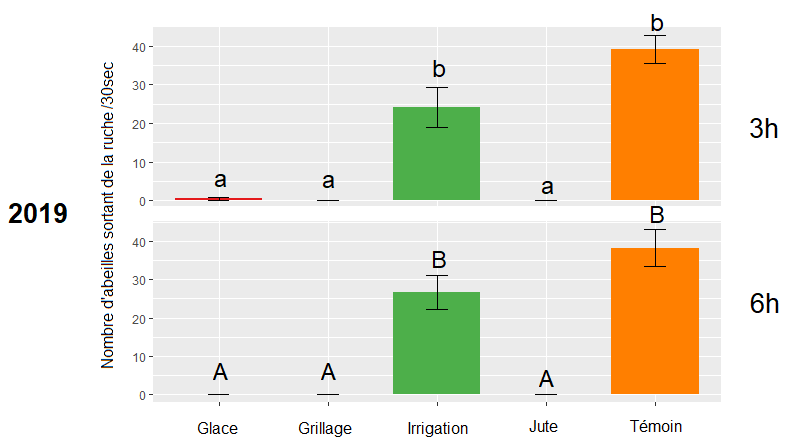 2019
Nombre d'abeilles sortant de la ruche /30sec
40
30
20
10
0
a
a
b
a
b
3h
40
30
20
10
0
A
A
B
A
B
6h
Glace
Grillage
Irrigation
Jute
Témoin